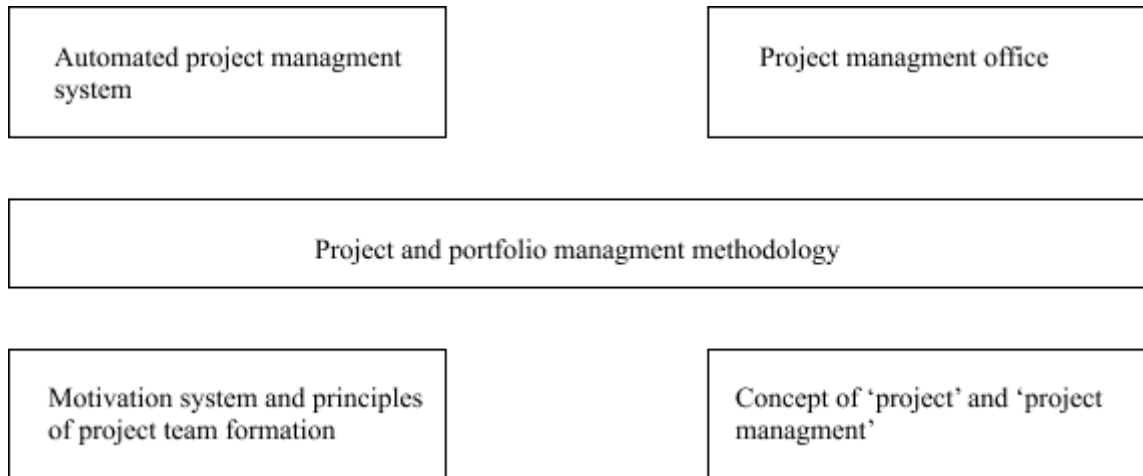 Automated project managment
system
Project managment office
Project and portfolio managment methodology
Motivation system and principles
of project team formation
Concept of ‘project’ and ‘project
managment’